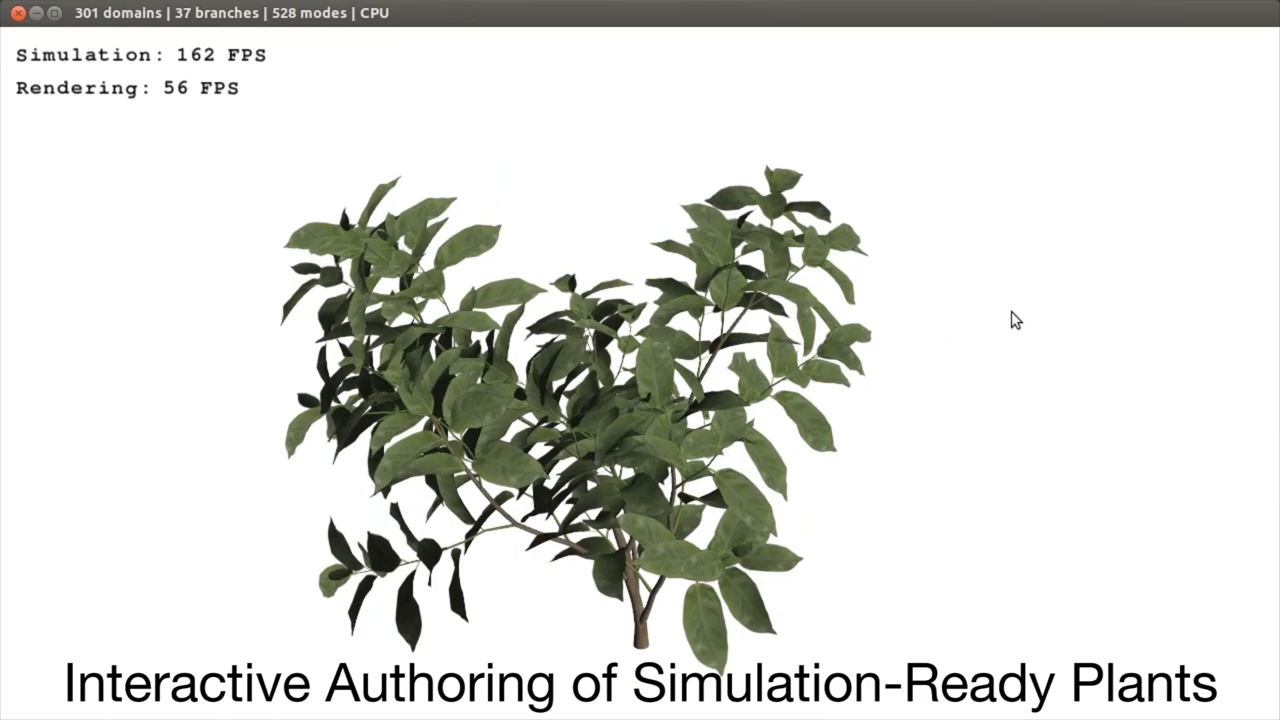 301 domains | 37 branches | 528 modes | CPU
Simulation: 162 FPS
Rendering: 56 FPS
Interactive Authoring of Simulation-Ready Plants